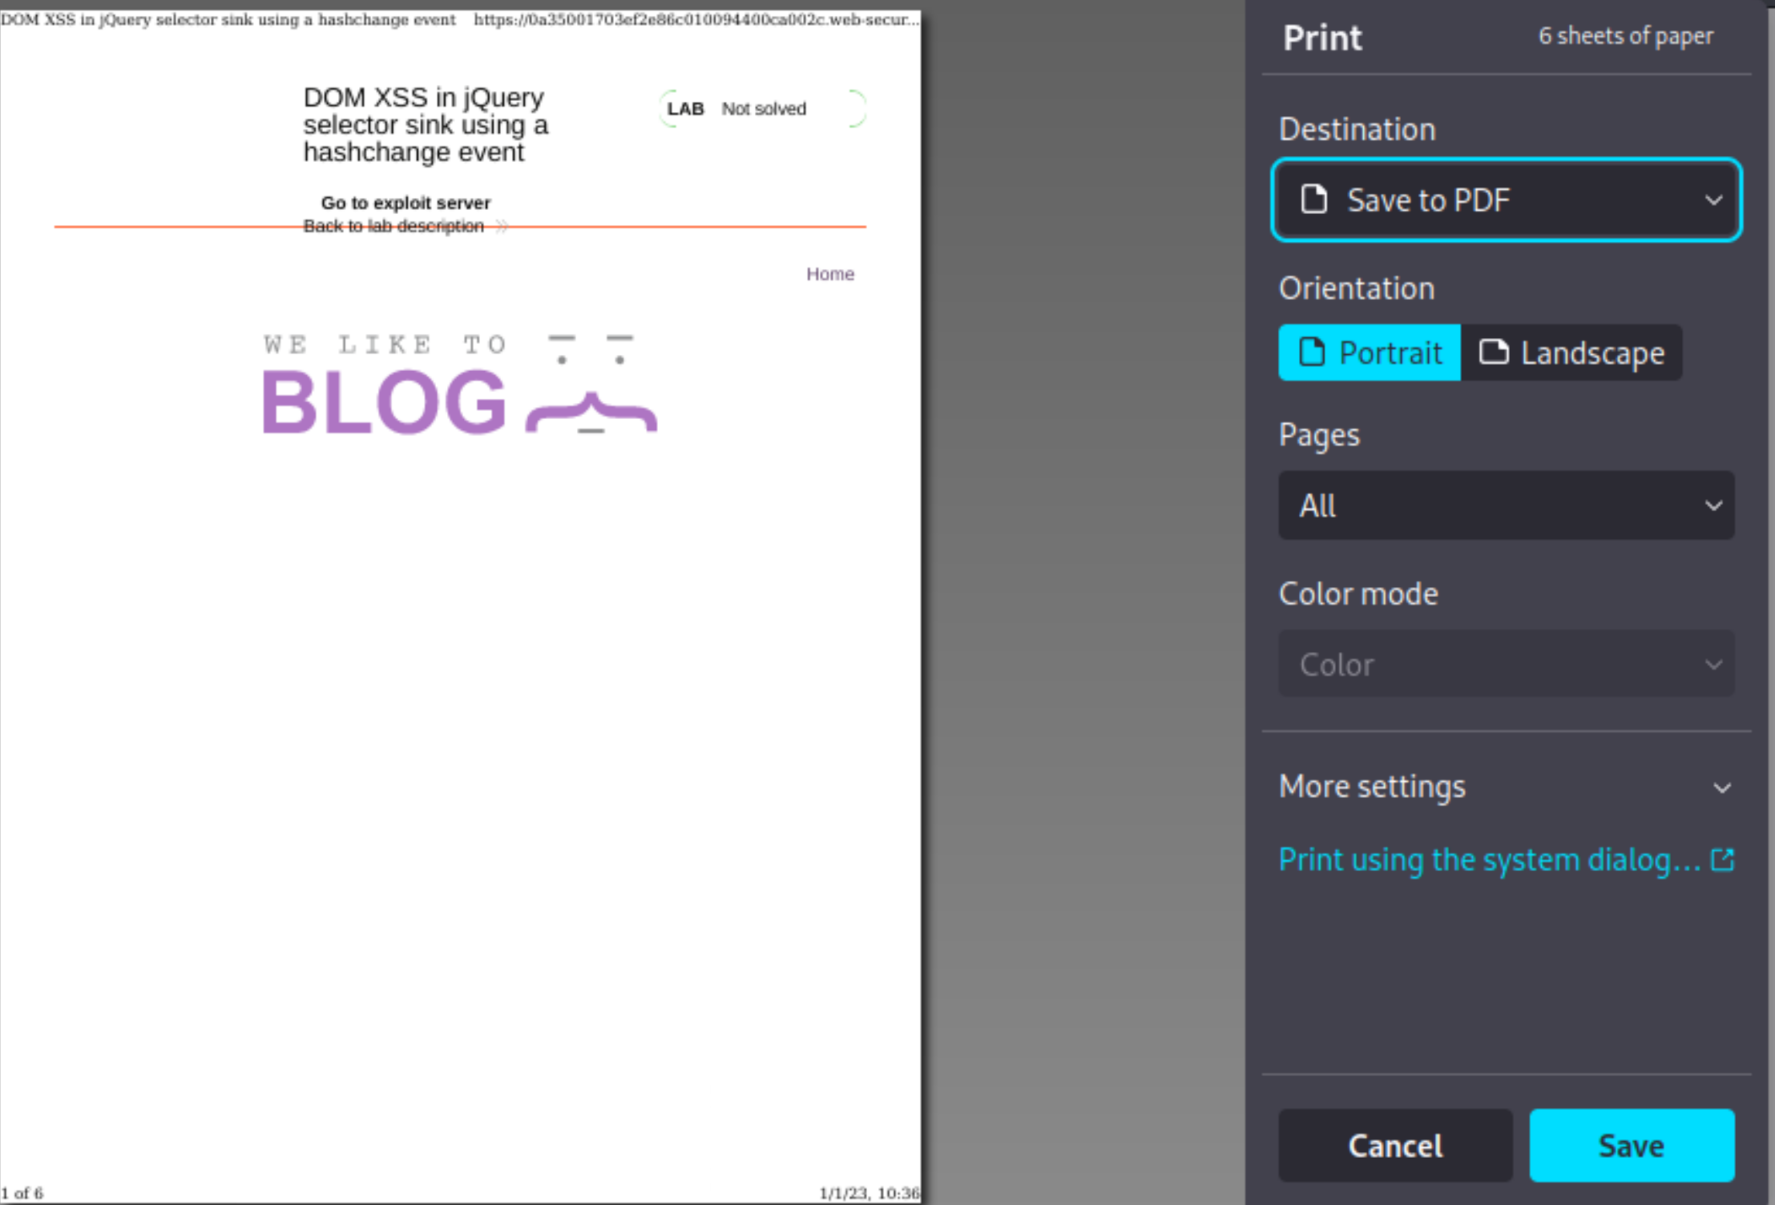 DOM XSS in jQuery selector sink using a hashchange event https://0a35001703ef2e86c010094400ca002c.web-secur...
DOM XSS in jQuery
selector sink using a
hashchange event
LAB Not solved
Go to exploit server
Back to lab description
Home
WE LIKE TO
BLOG
1 of 6
1/1/23, 10:36
Print
6 sheets of paper
Destination
Save to PDF
Orientation
Portrait
Landscape
Pages
All
Color mode
Color
More settings
Print using the system dialog...
Cancel
Save